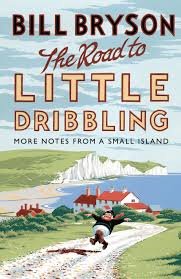 BILL BRYSON
The Road to
LITTLE
DRIBBLING
MORE NOTES FROM A SMALL ISLAND